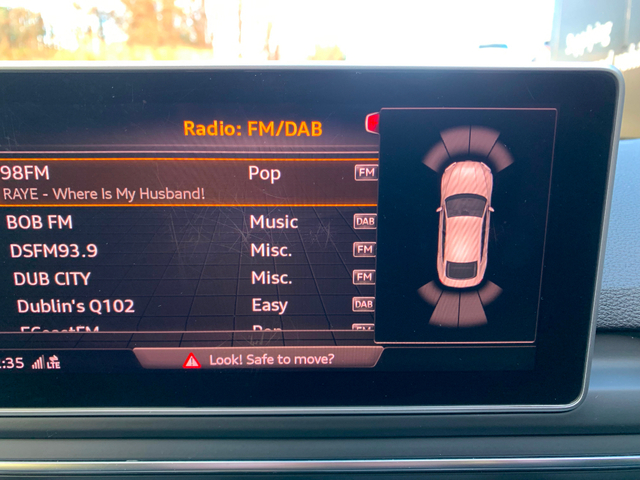 Radio: FM/DAB
98FM Pop FM
RAYE - Where Is My Husband!
BOB FM Music DAB
DSFM93.9 Misc. FM
DUB CITY Misc. FM
Dublin's Q102 Easy DAB
:35 LTE Look! Safe to move?